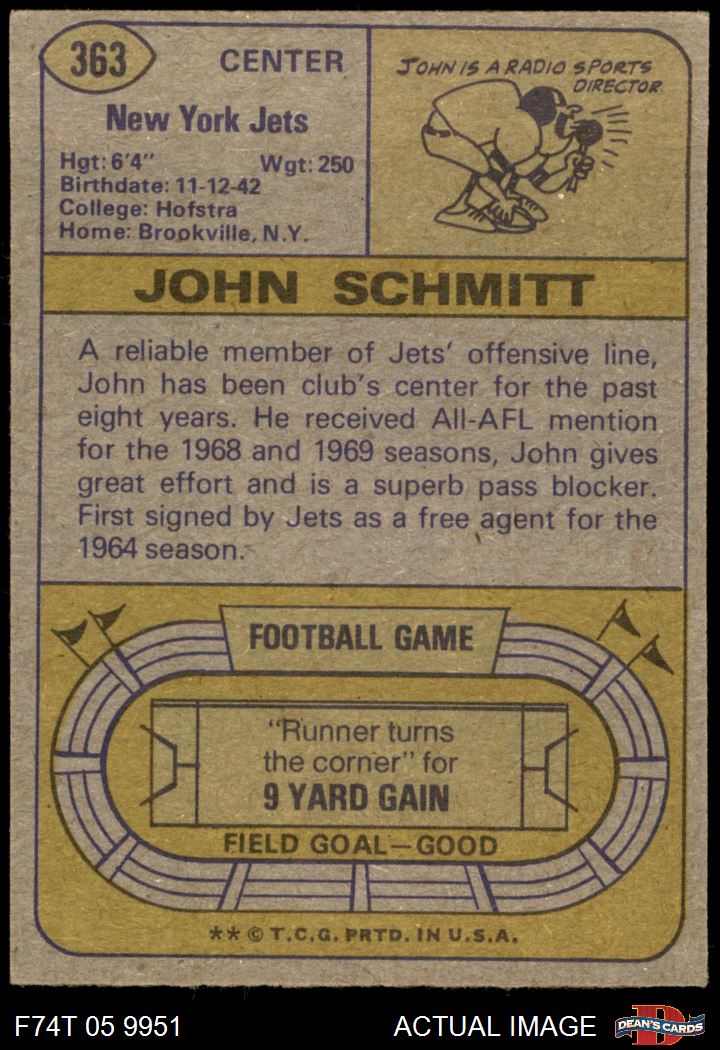 363
CENTER
New York Jets
Hgt: 6'4" Wgt: 250
Birthdate: 11-12-42
College: Hofstra
Home: Brookville, N.Y.
JOHN IS A RADIO SPORTS
DIRECTOR.
JOHN SCHMITT
A reliable member of Jets' offensive line,
John has been club's center for the past
eight years. He received All-AFL mention
for the 1968 and 1969 seasons, John gives
great effort and is a superb pass blocker.
First signed by Jets as a free agent for the
1964 season.
FOOTBALL GAME
"Runner turns
the corner" for
9 YARD GAIN
FIELD GOAL—GOOD
** © T.C.G. PRTD. IN U.S.A.
F74T 05 9951
ACTUAL IMAGE
D
DEAN'S CARDS